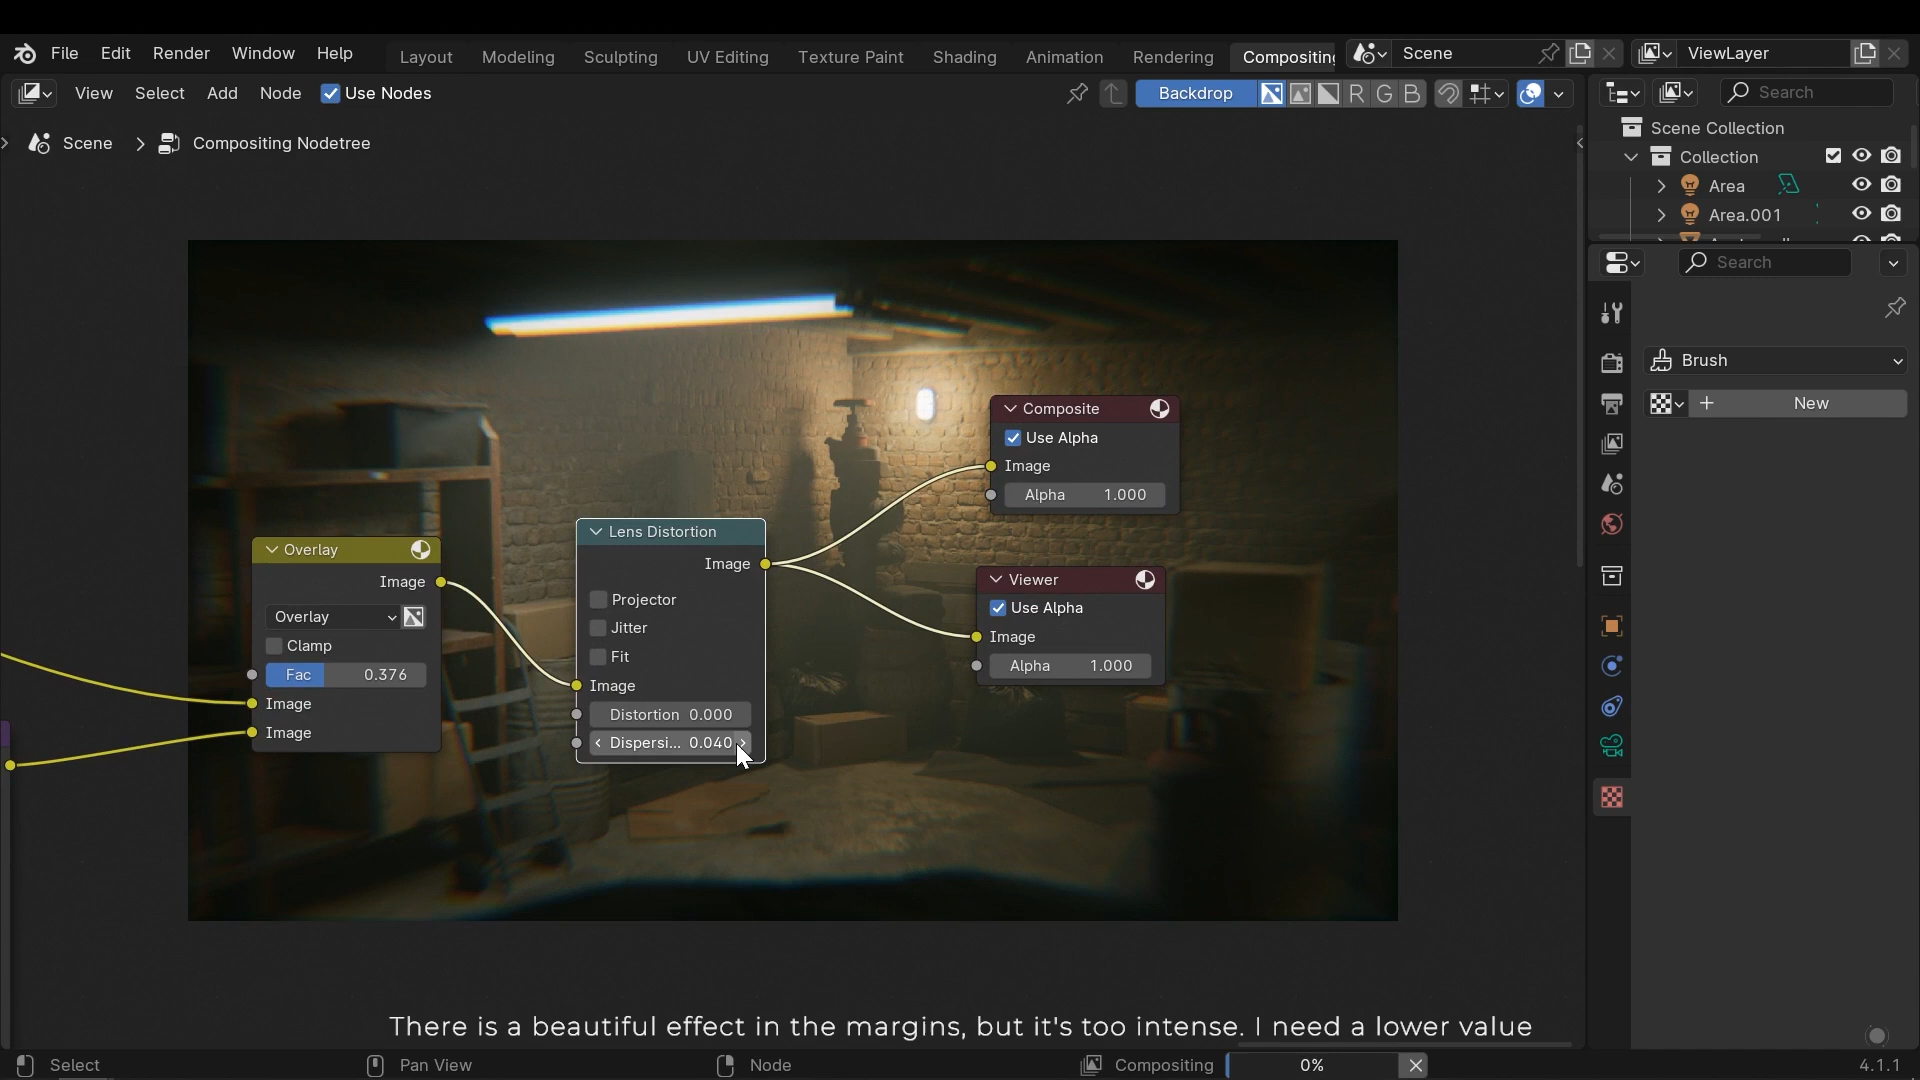 File Edit Render Window Help Layout Modeling Sculpting UV Editing Texture Paint Shading Animation Rendering Compositing Scene ViewLayer
View Select Add Node Use Nodes Backdrop R G B Search
Scene Compositing Nodetree
Scene Collection
Collection
Area
Area.001
Search
Brush
New
Composite
Use Alpha
Image
Alpha 1.000
Lens Distortion
Image
Projector
Jitter
Fit
Image
Distortion 0.000
Dispersi... 0.040
Overlay
Image
Overlay
Clamp
Fac 0.376
Image
Image
Viewer
Use Alpha
Image
Alpha 1.000
There is a beautiful effect in the margins, but it's too intense. I need a lower value
Select Pan View Node Compositing 0% 4.1.1